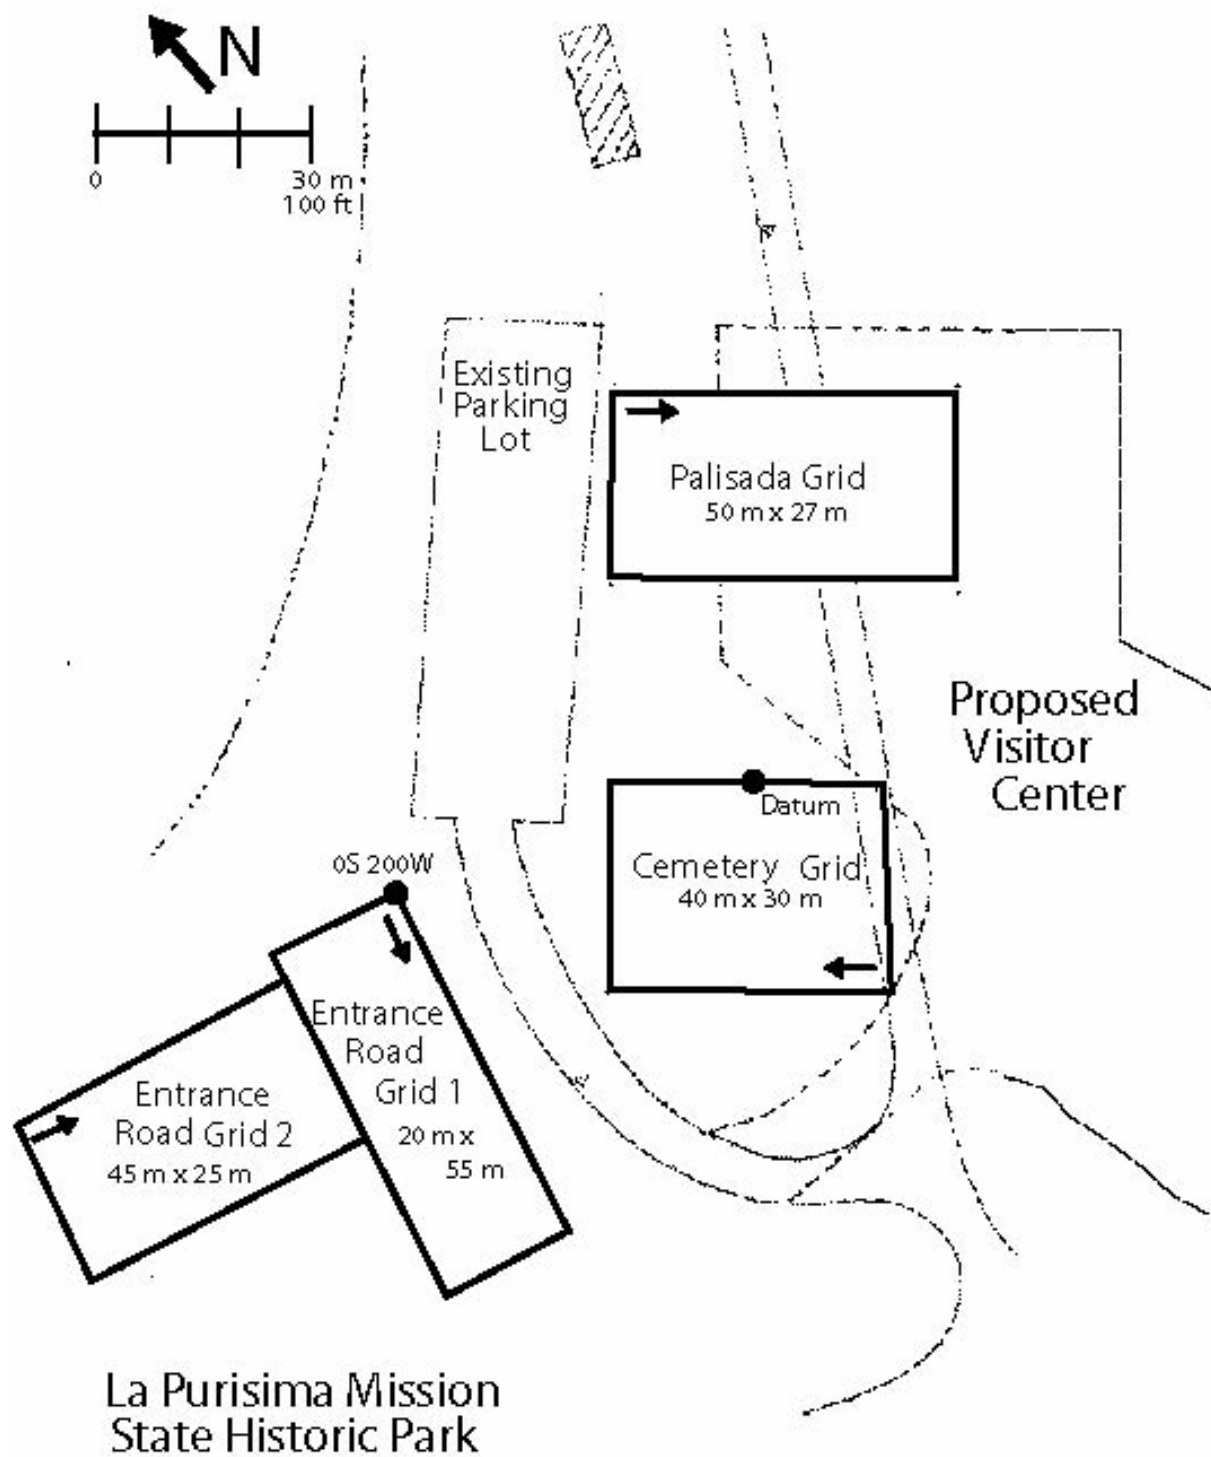 N
0 30 m
100 ft
Existing
Parking
Lot
Palisada Grid
50 m x 27 m
Proposed
Visitor
Center
Datum
Cemetery Grid
40 m x 30 m
0S 200W
Entrance
Road
Grid 1
20 m x
55 m
Entrance
Road Grid 2
45 m x 25 m
La Purisima Mission
State Historic Park